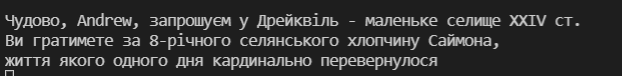 Чудово, Andrew, запрошуєм у Дрейквіль - маленьке селище XXIV ст.
Ви гратимете за 8-річного селянського хлопчину Саймона,
життя якого одного дня кардинально перевернулося